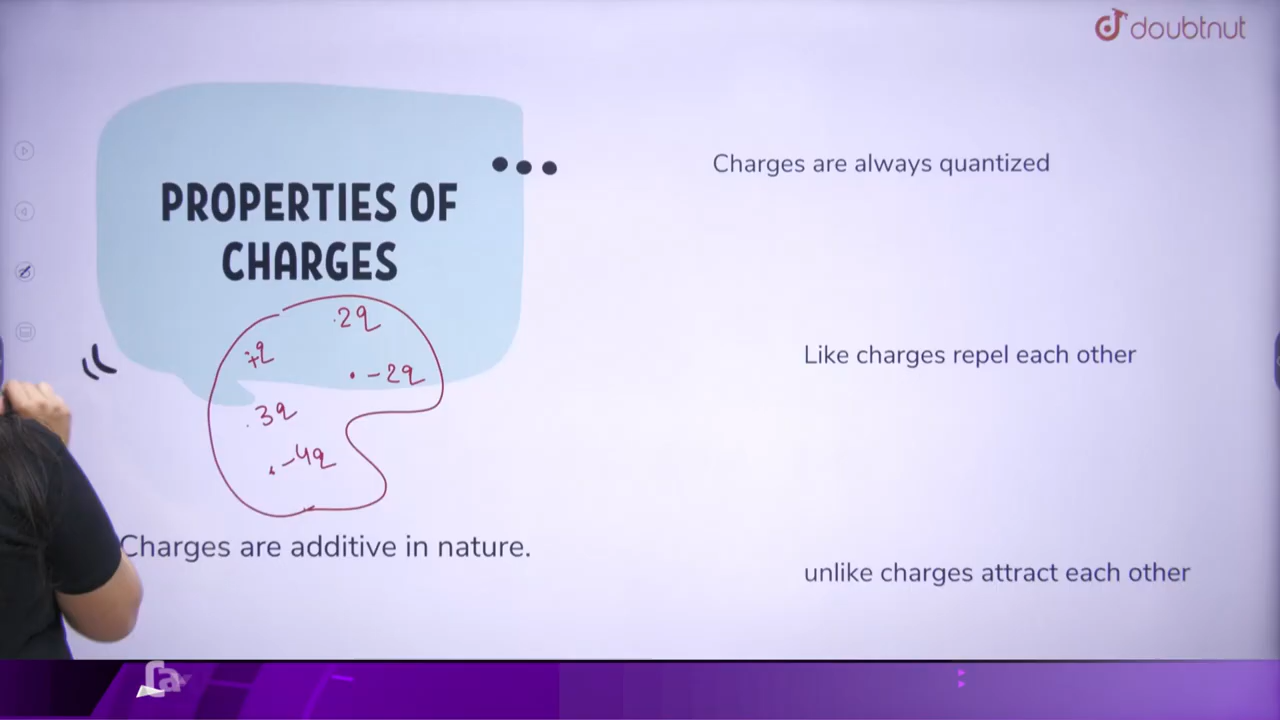 doubtnut
PROPERTIES OF
CHARGES
Charges are always quantized
2q
+q
-2q
Like charges repel each other
3q
-4q
Charges are additive in nature.
unlike charges attract each other